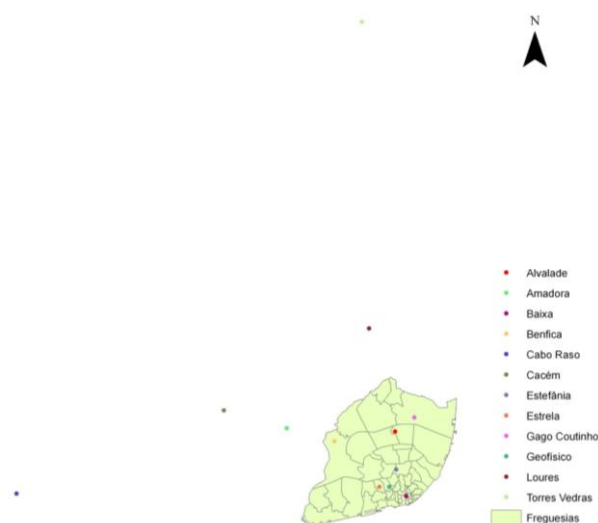 N
Alvalade
Amadora
Baixa
Benfica
Cabo Raso
Cacém
Estefânia
Estrela
Gago Coutinho
Geofísico
Loures
Torres Vedras
Freguesias